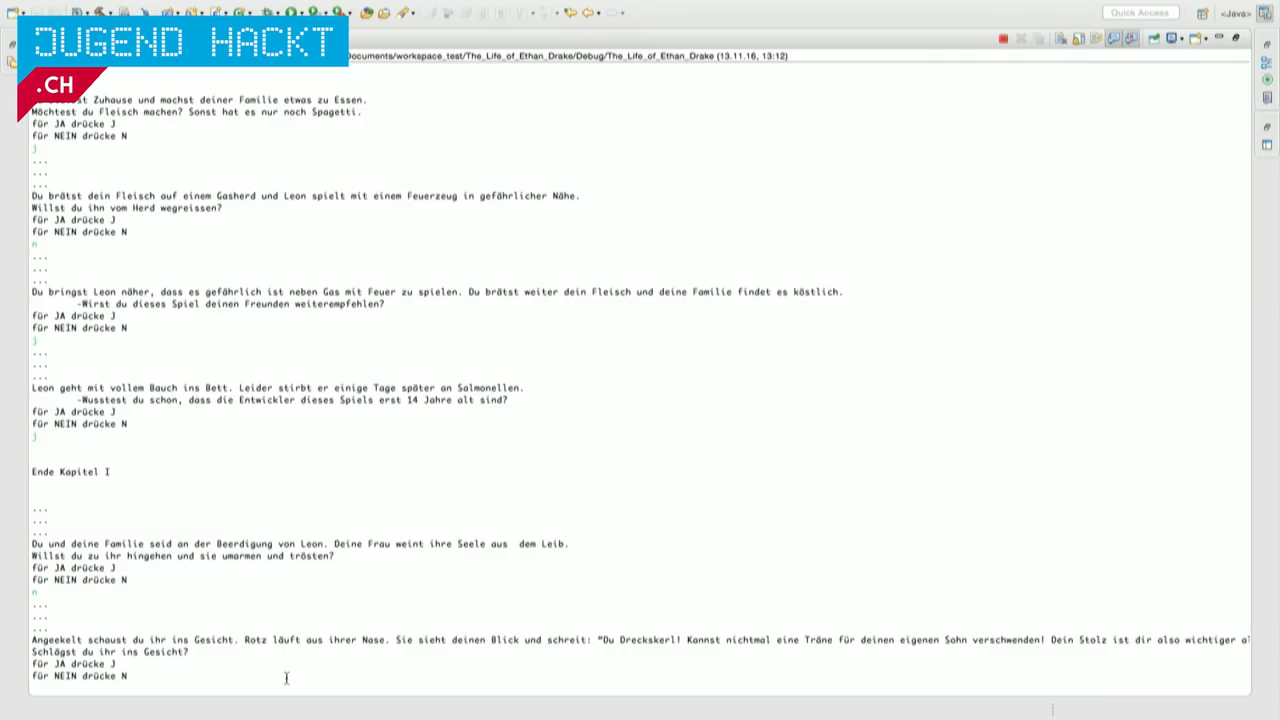 Quick Access
<Java>
JUGEND HACKT
.CH
ocuments/workspace_test/The_Life_of_Ethan_Drake/Debug/The_Life_of_Ethan_Drake (13.11.16, 13:12)
Zuhause und machst deiner Familie etwas zu Essen.
Möchtest du Fleisch machen? Sonst hat es nur noch Spagetti.
für JA drücke J
für NEIN drücke N
j
...
...
...
Du brätst dein Fleisch auf einem Gasherd und Leon spielt mit einem Feuerzeug in gefährlicher Nähe.
Willst du ihn vom Herd wegreissen?
für JA drücke J
für NEIN drücke N
n
...
...
...
Du bringst Leon näher, dass es gefährlich ist neben Gas mit Feuer zu spielen. Du brätst weiter dein Fleisch und deine Familie findet es köstlich.
-Wirst du dieses Spiel deinen Freunden weiterempfehlen?
für JA drücke J
für NEIN drücke N
j
...
...
...
Leon geht mit vollem Bauch ins Bett. Leider stirbt er einige Tage später an Salmonellen.
-Wusstest du schon, dass die Entwickler dieses Spiels erst 14 Jahre alt sind?
für JA drücke J
für NEIN drücke N
j
Ende Kapitel I
...
...
...
Du und deine Familie seid an der Beerdigung von Leon. Deine Frau weint ihre Seele aus  dem Leib.
Willst du zu ihr hingehen und sie umarmen und trösten?
für JA drücke J
für NEIN drücke N
n
...
...
...
Angeekelt schaust du ihr ins Gesicht. Rotz läuft aus ihrer Nase. Sie sieht deinen Blick und schreit: "Du Dreckskerl! Kannst nichtmal eine Träne für deinen eigenen Sohn verschwenden! Dein Stolz ist dir also wichtiger al
Schlägst du ihr ins Gesicht?
für JA drücke J
für NEIN drücke N